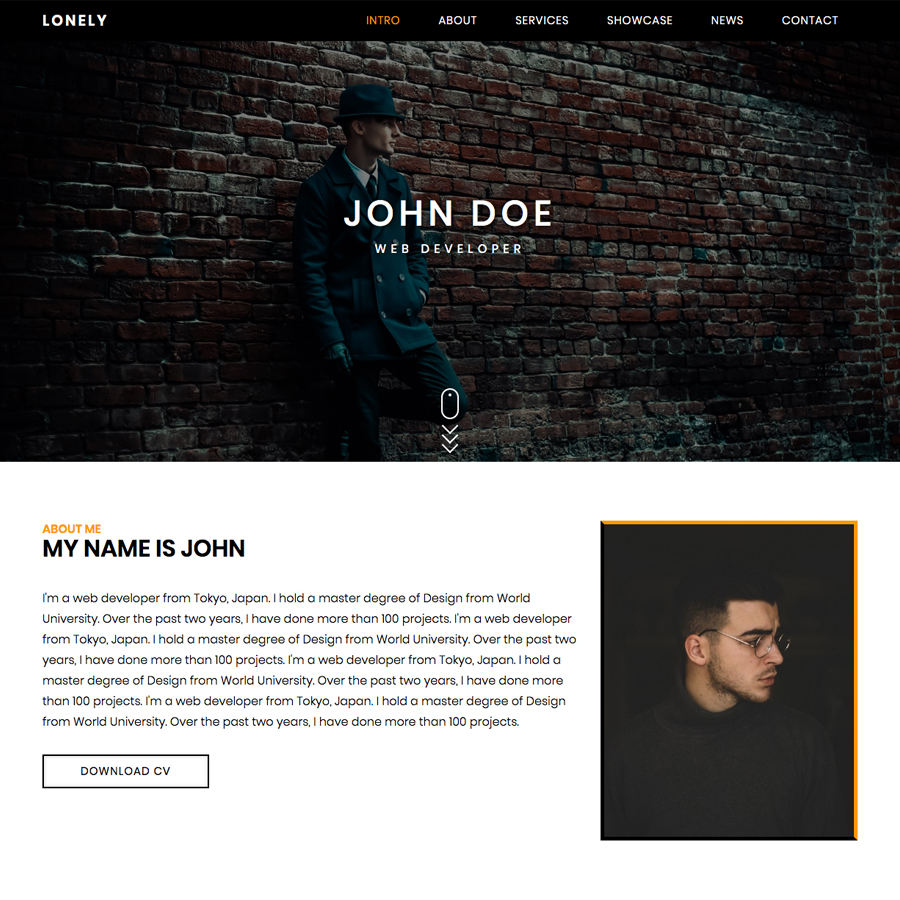 LONELY
INTRO ABOUT SERVICES SHOWCASE NEWS CONTACT
JOHN DOE
WEB DEVELOPER
ABOUT ME
MY NAME IS JOHN
I'm a web developer from Tokyo, Japan. I hold a master degree of Design from World
University. Over the past two years, I have done more than 100 projects. I'm a web developer
from Tokyo, Japan. I hold a master degree of Design from World University. Over the past two
years, I have done more than 100 projects. I'm a web developer from Tokyo, Japan. I hold a
master degree of Design from World University. Over the past two years, I have done more
than 100 projects. I'm a web developer from Tokyo, Japan. I hold a master degree of Design
from World University. Over the past two years, I have done more than 100 projects.
DOWNLOAD CV